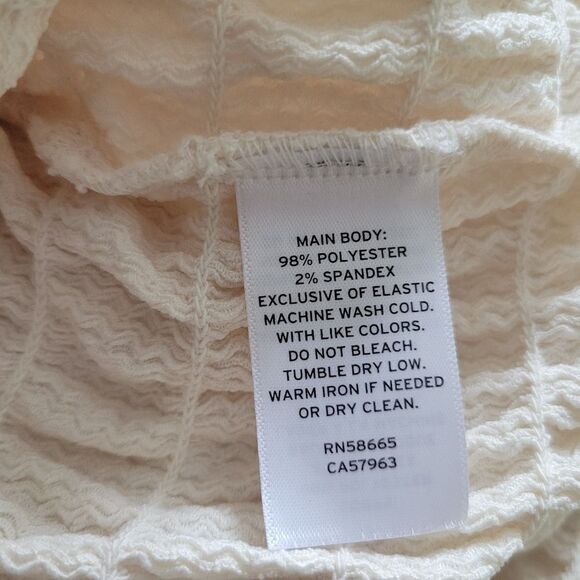 MAIN BODY:
98% POLYESTER
2% SPANDEX
EXCLUSIVE OF ELASTIC
MACHINE WASH COLD.
WITH LIKE COLORS.
DO NOT BLEACH.
TUMBLE DRY LOW.
WARM IRON IF NEEDED
OR DRY CLEAN.
RN58665
CA57963